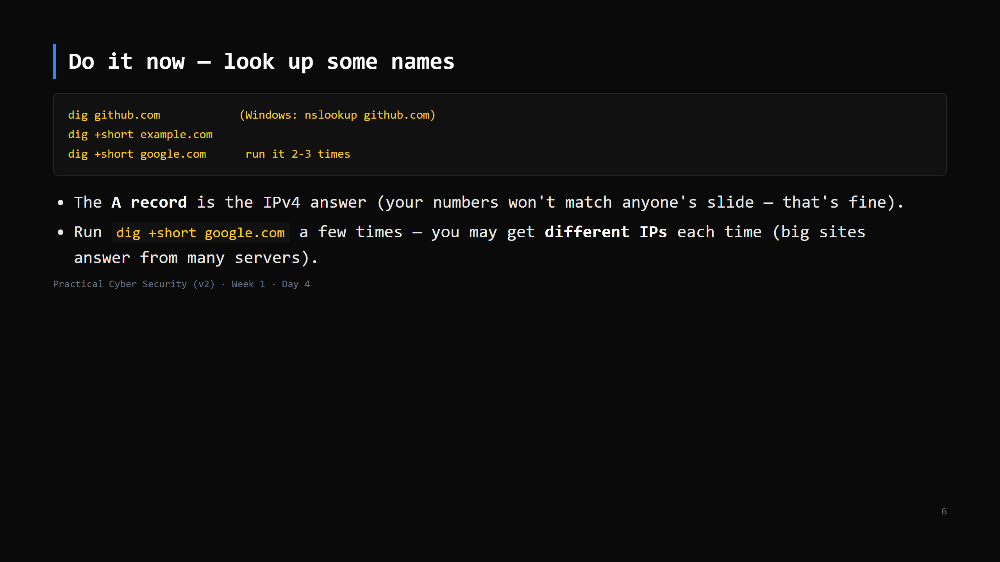 Do it now — look up some names
dig github.com            (Windows: nslookup github.com)
dig +short example.com
dig +short google.com      run it 2-3 times
• The A record is the IPv4 answer (your numbers won't match anyone's slide — that's fine).
• Run dig +short google.com a few times — you may get different IPs each time (big sites
answer from many servers).
Practical Cyber Security (v2) · Week 1 · Day 4
6